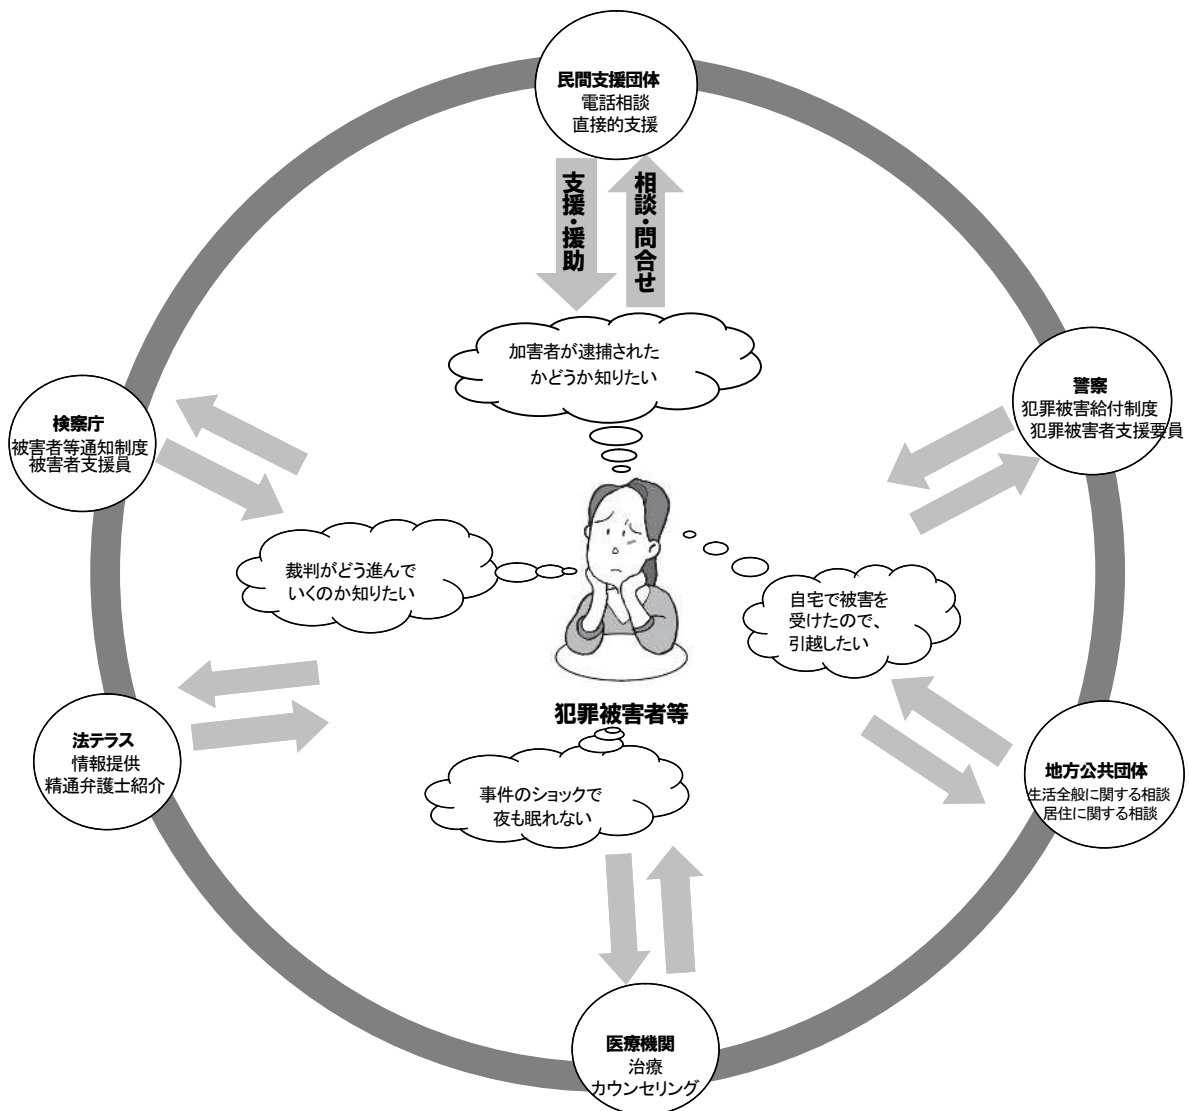 民間支援団体
電話相談
直接的支援
支援・援助
相談・問合せ
加害者が逮捕された
かどうか知りたい
検察庁
被害者等通知制度
被害者支援員
警察
犯罪被害給付制度
犯罪被害者支援要員
裁判がどう進んで
いくのか知りたい
自宅で被害を
受けたので、
引越したい
犯罪被害者等
法テラス
情報提供
精通弁護士紹介
地方公共団体
生活全般に関する相談
居住に関する相談
事件のショックで
夜も眠れない
医療機関
治療
カウンセリング